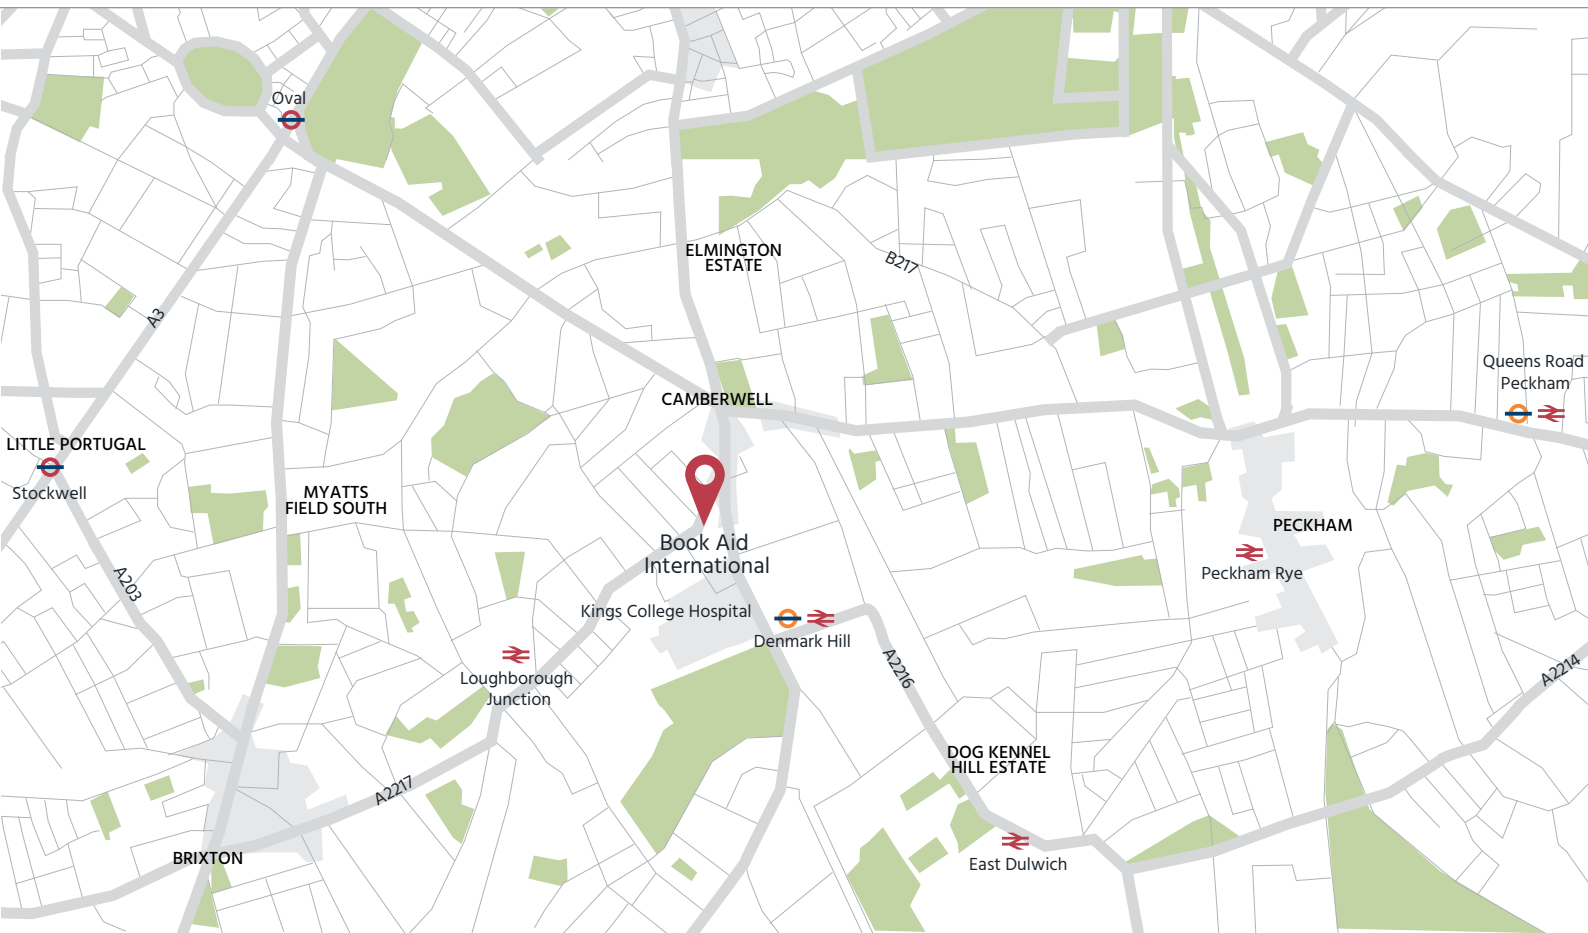 Oval
ELMINGTON
ESTATE
B217
A3
Queens Road
Peckham
CAMBERWELL
LITTLE PORTUGAL
Stockwell
MYATTS
FIELD SOUTH
PECKHAM
Book Aid
International
Peckham Rye
A203
Kings College Hospital
Denmark Hill
A2216
Loughborough
Junction
A2214
DOG KENNEL
HILL ESTATE
A2217
BRIXTON
East Dulwich